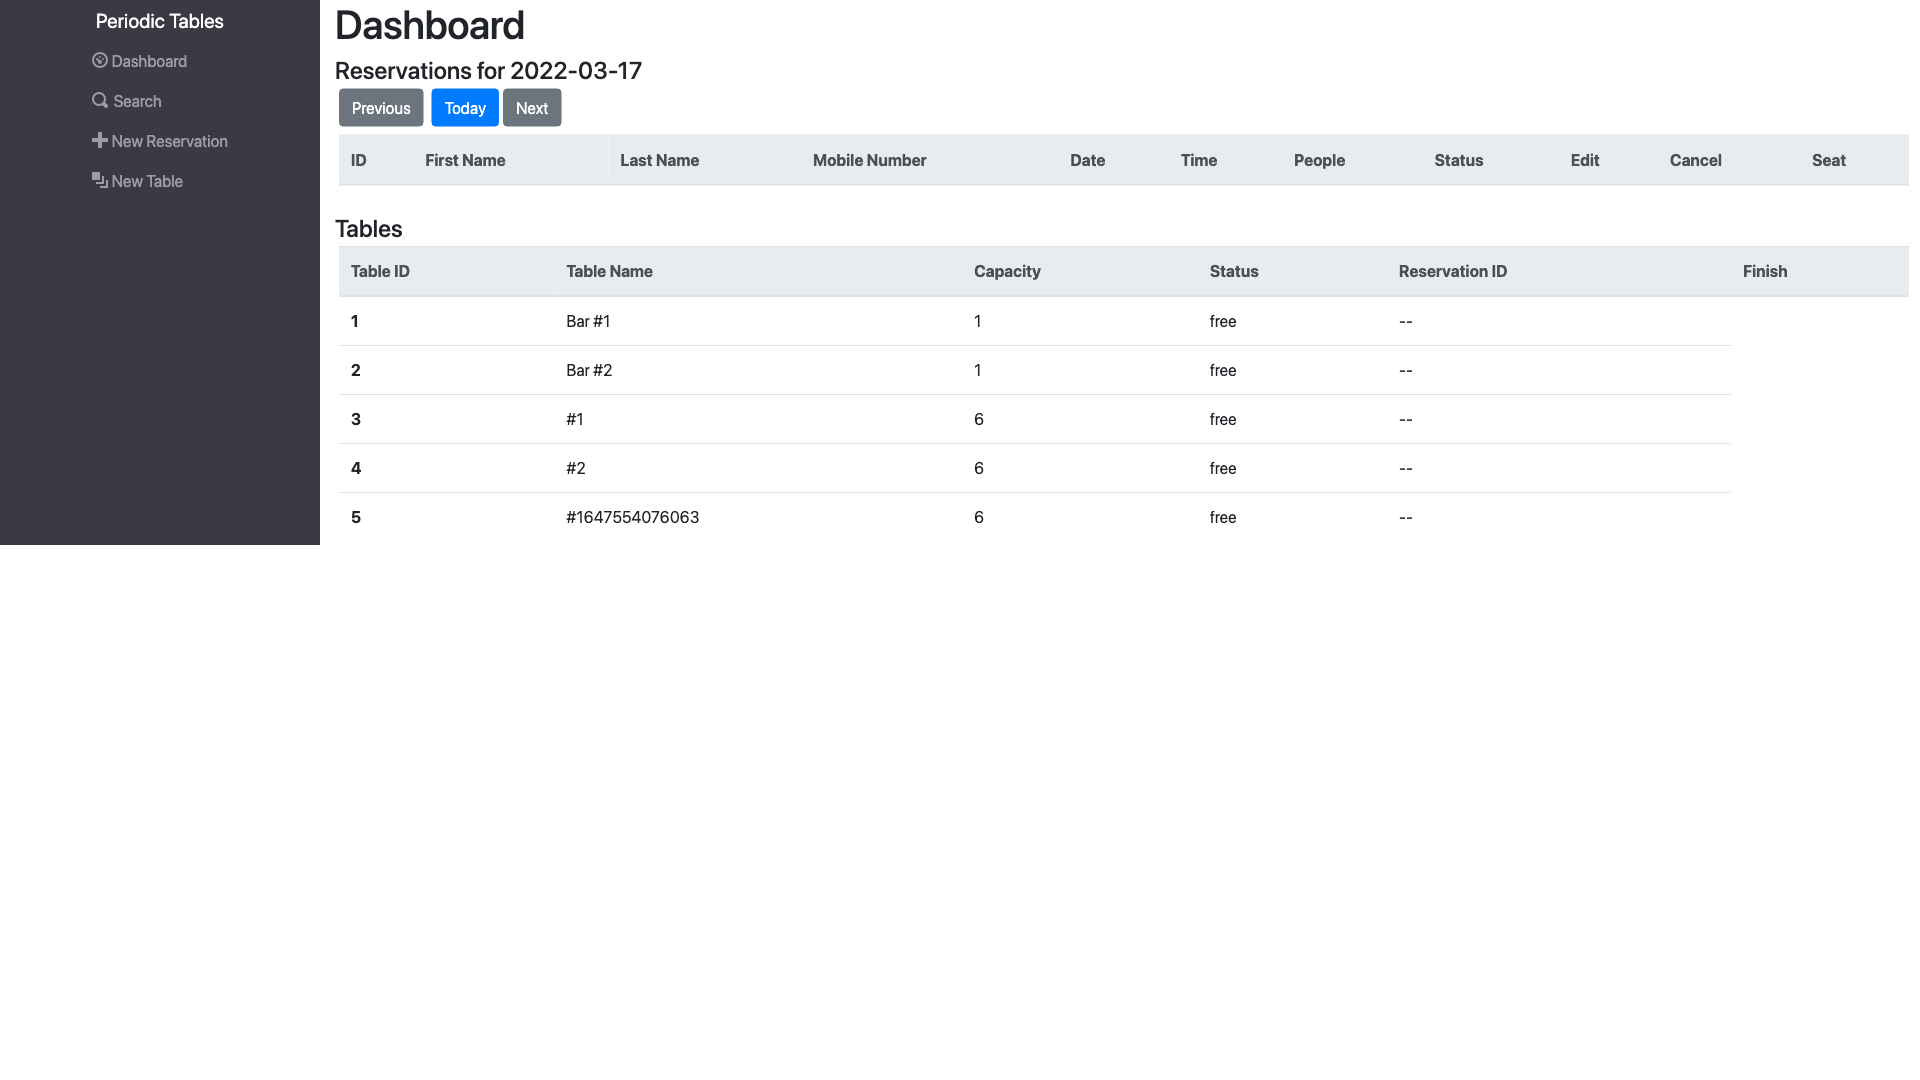 Periodic Tables
Dashboard
Search
New Reservation
New Table
Dashboard
Reservations for 2022-03-17
Previous Today Next
ID First Name Last Name Mobile Number Date Time People Status Edit Cancel Seat
Tables
Table ID Table Name Capacity Status Reservation ID Finish
1 Bar #1 1 free --
2 Bar #2 1 free --
3 #1 6 free --
4 #2 6 free --
5 #1647554076063 6 free --